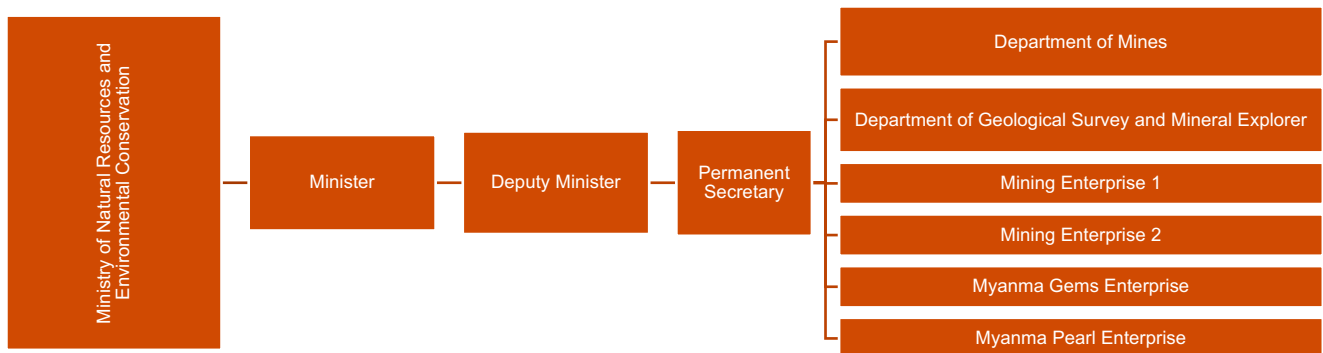 Ministry of Natural Resources and
Environmental Conservation
Minister
Deputy Minister
Permanent
Secretary
Department of Mines
Department of Geological Survey and Mineral Explorer
Mining Enterprise 1
Mining Enterprise 2
Myanma Gems Enterprise
Myanma Pearl Enterprise